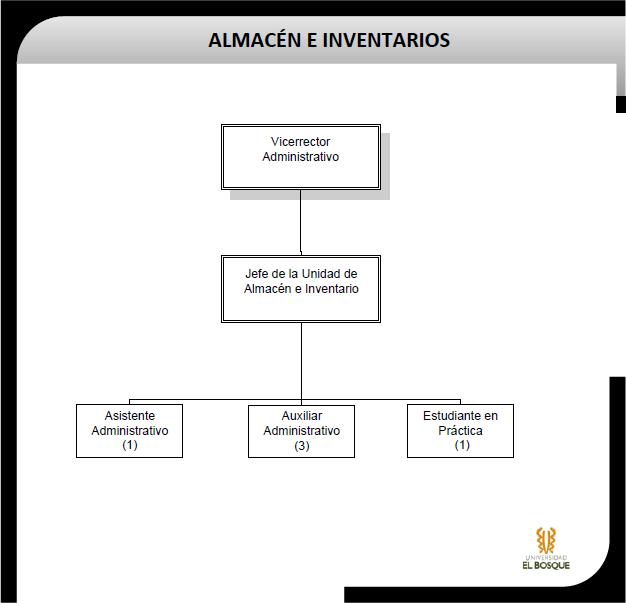 ALMACÉN E INVENTARIOS
Vicerrector
Administrativo
Jefe de la Unidad de
Almacén e Inventario
Asistente
Administrativo
(1)
Auxiliar
Administrativo
(3)
Estudiante en
Práctica
(1)
UNIVERSIDAD
EL BOSQUE